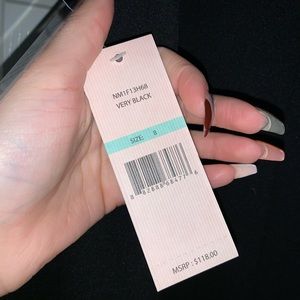 NM1F13H68
VERY BLACK
SIZE: 8
MSRP : $118.00